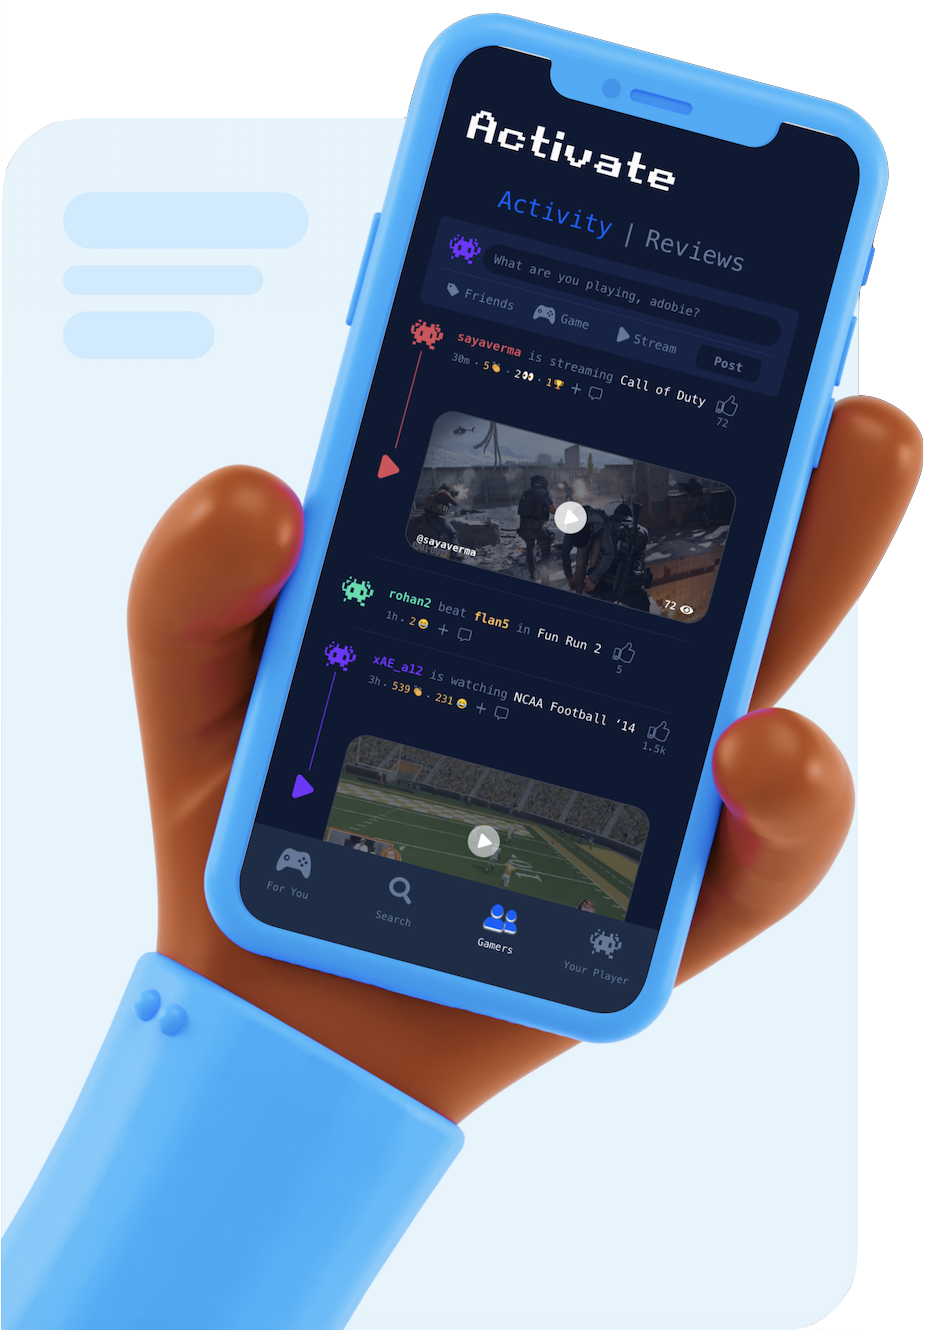 Activate
Activity | Reviews
What are you playing, adobie?
Friends Game Stream Post
sayaverma is streaming Call of Duty
30m · 5👏 · 2👀 · 1🏆 +
72
@sayaverma
72
rohan2 beat flan5 in Fun Run 2
1h · 2😂 +
5
xAE_a12 is watching NCAA Football ‘14
3h · 539👏 · 231😂 +
1.5k
For You
Search
Gamers
Your Player